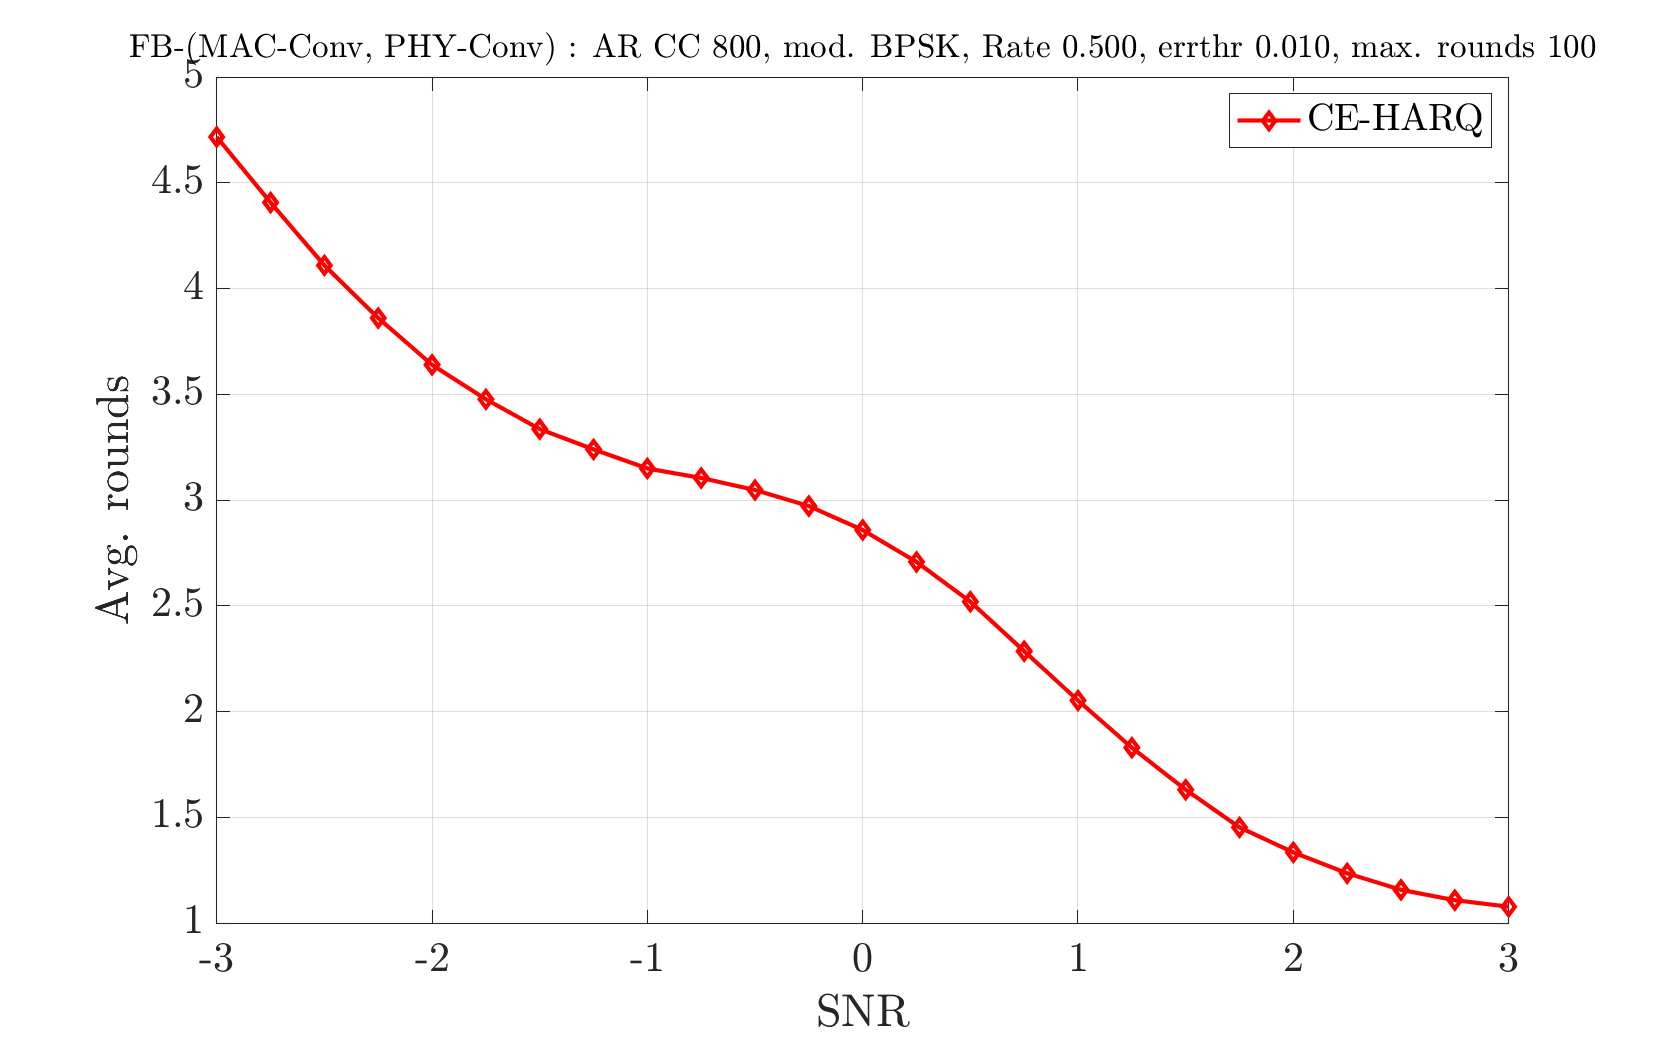 FB-(MAC-Conv, PHY-Conv) : AR CC 800, mod. BPSK, Rate 0.500, errthr 0.010, max. rounds 100
CE-HARQ
5
4.5
4
3.5
3
2.5
2
1.5
1
Avg. rounds
-3 -2 -1 0 1 2 3
SNR